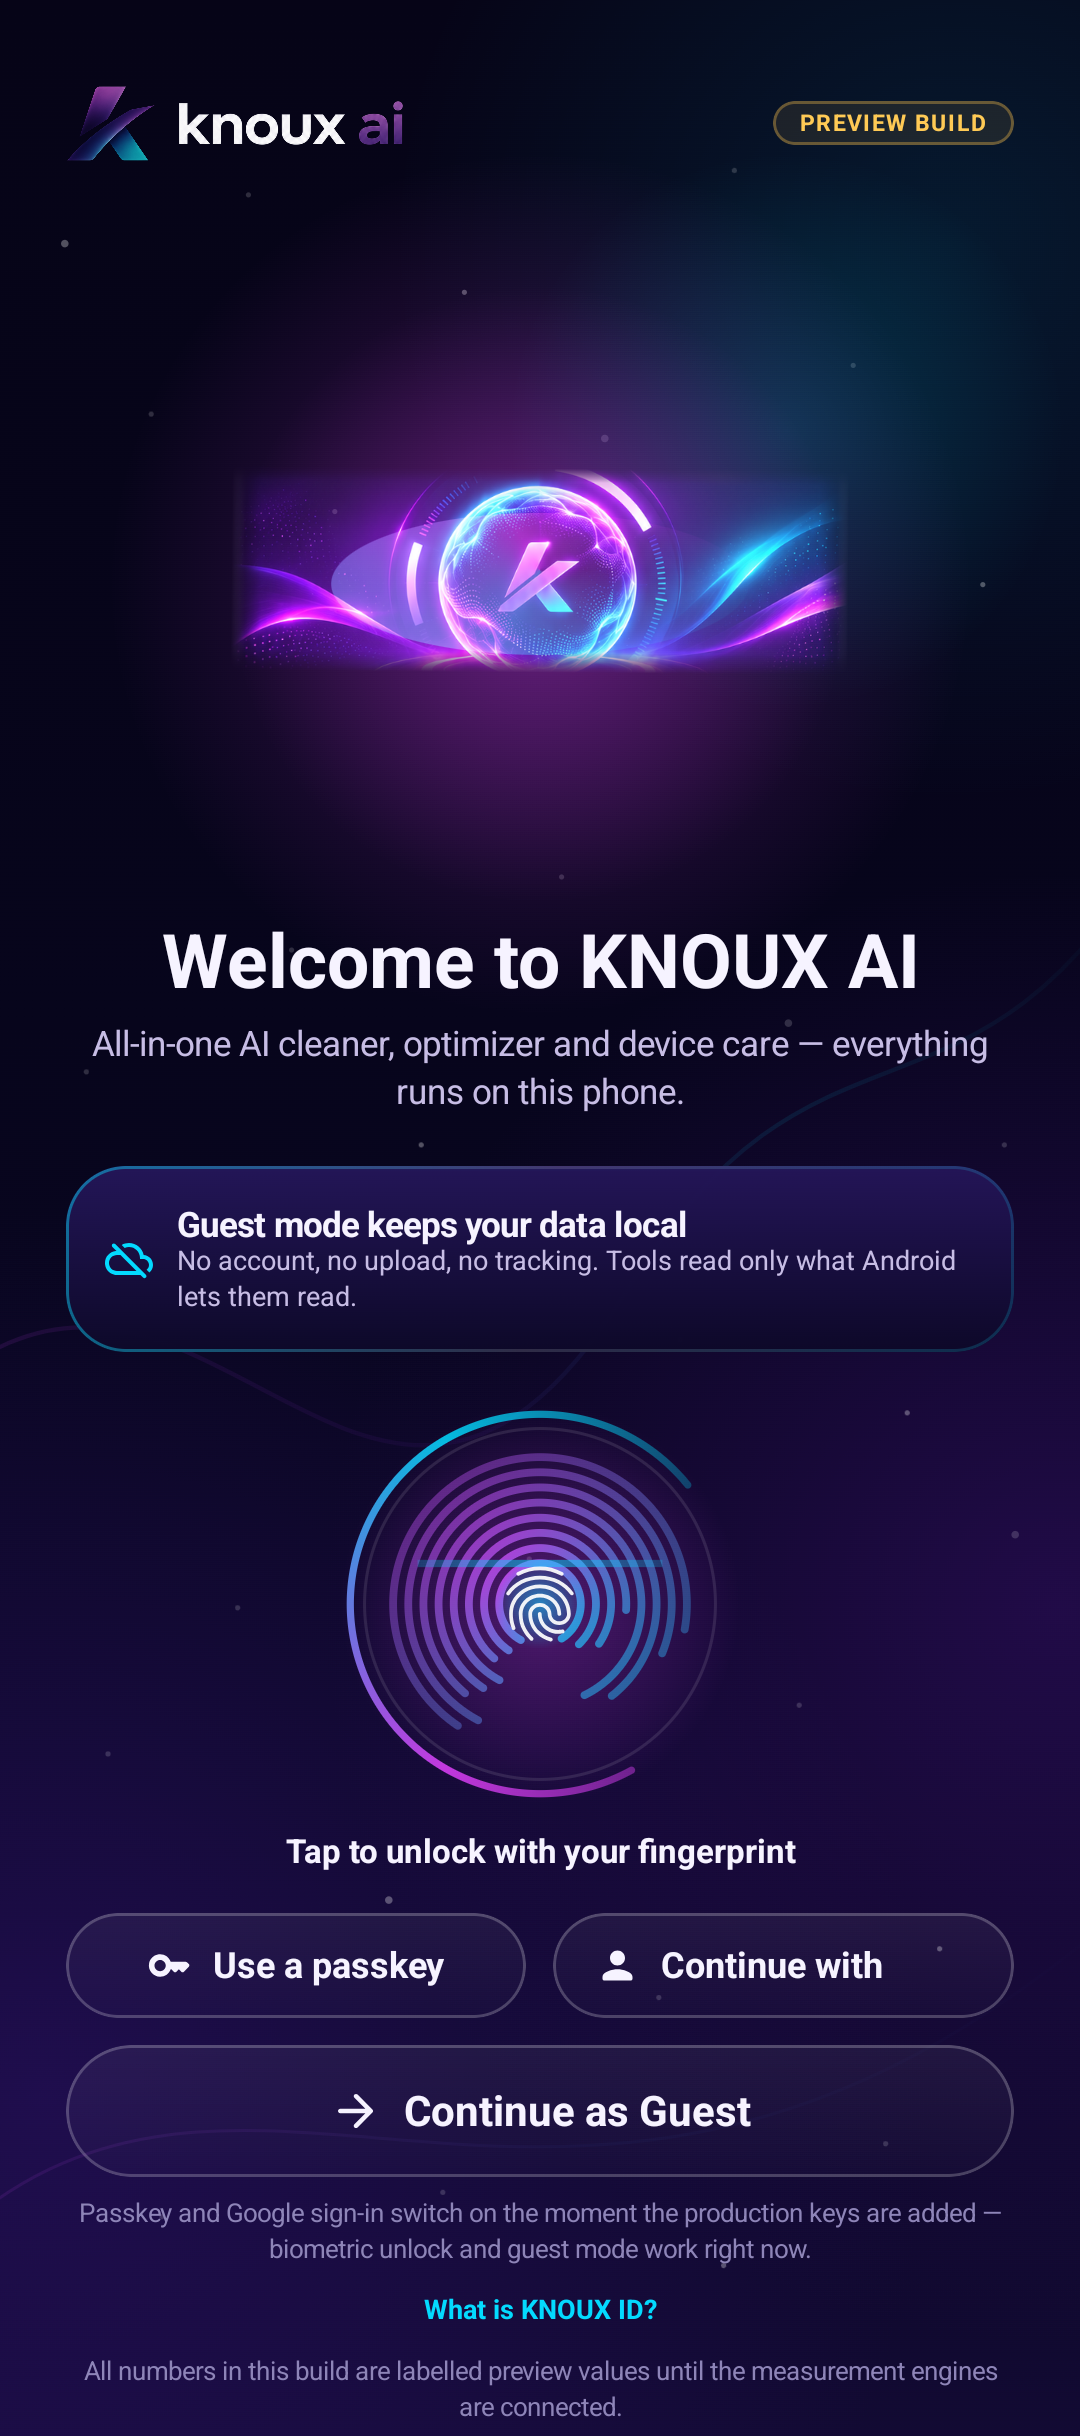 knoux ai
PREVIEW BUILD
Welcome to KNOUX AI
All-in-one AI cleaner, optimizer and device care — everything
runs on this phone.
Guest mode keeps your data local
No account, no upload, no tracking. Tools read only what Android
lets them read.
Tap to unlock with your fingerprint
Use a passkey
Continue with
Continue as Guest
Passkey and Google sign-in switch on the moment the production keys are added —
biometric unlock and guest mode work right now.
What is KNOUX ID?
All numbers in this build are labelled preview values until the measurement engines
are connected.